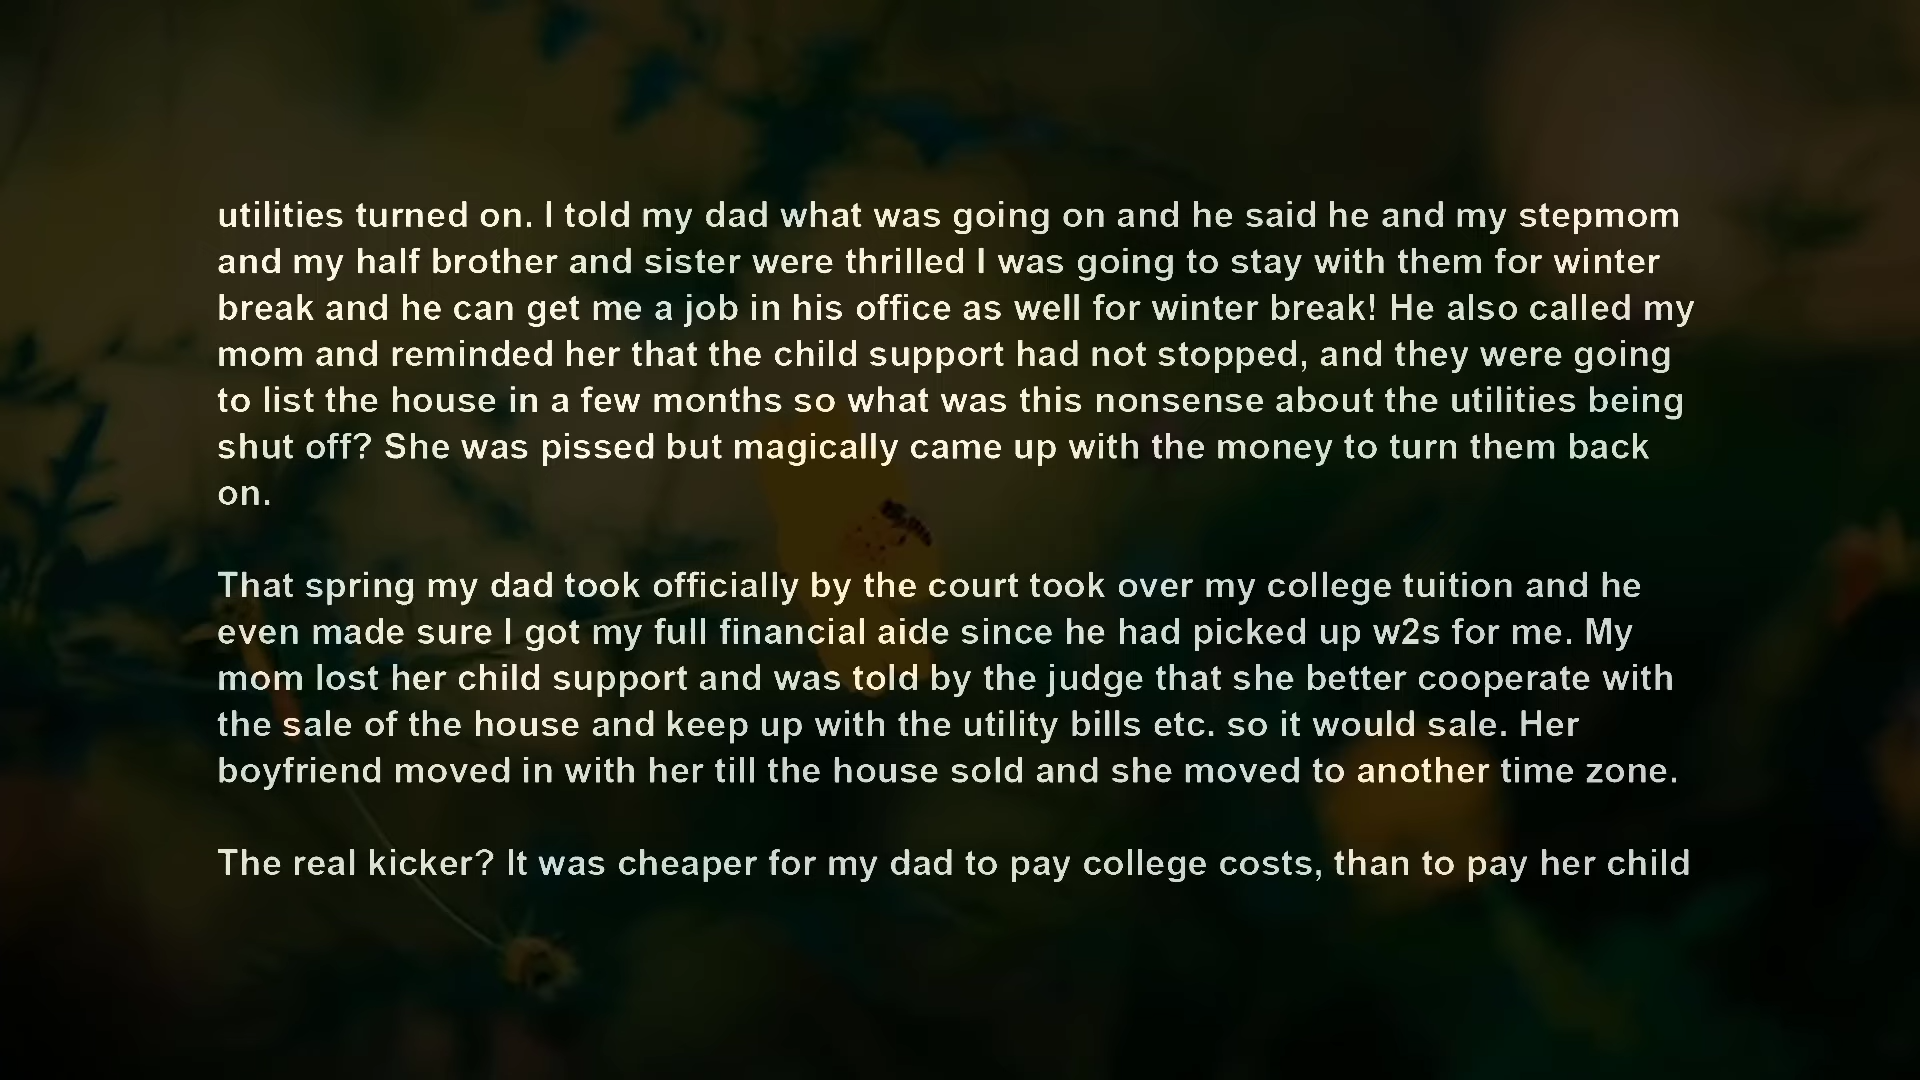 utilities turned on. I told my dad what was going on and he said he and my stepmom
and my half brother and sister were thrilled I was going to stay with them for winter
break and he can get me a job in his office as well for winter break! He also called my
mom and reminded her that the child support had not stopped, and they were going
to list the house in a few months so what was this nonsense about the utilities being
shut off? She was pissed but magically came up with the money to turn them back
on.
That spring my dad took officially by the court took over my college tuition and he
even made sure I got my full financial aide since he had picked up w2s for me. My
mom lost her child support and was told by the judge that she better cooperate with
the sale of the house and keep up with the utility bills etc. so it would sale. Her
boyfriend moved in with her till the house sold and she moved to another time zone.
The real kicker? It was cheaper for my dad to pay college costs, than to pay her child